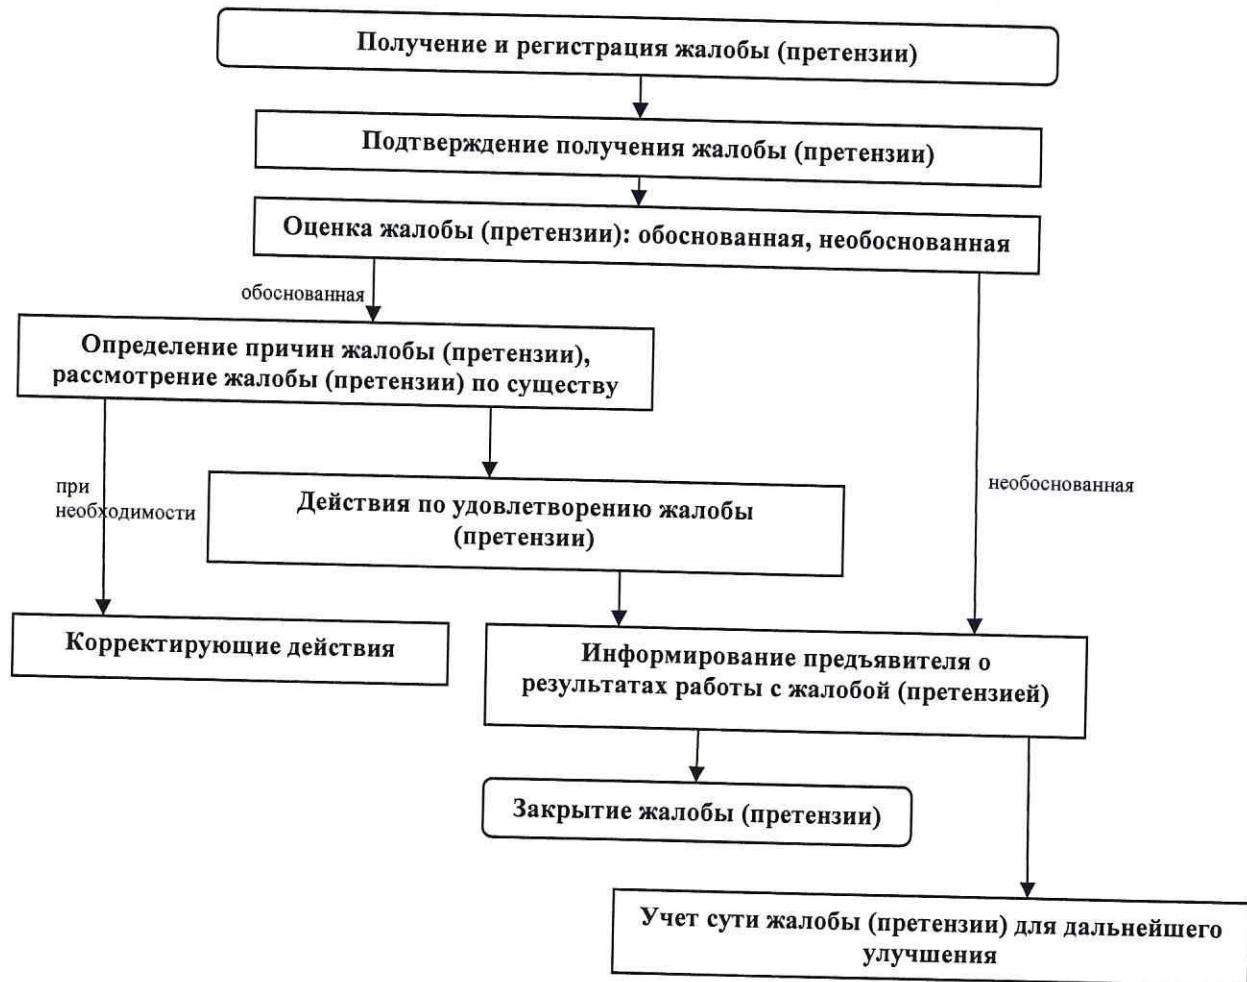 Получение и регистрация жалобы (претензии)
Подтверждение получения жалобы (претензии)
Оценка жалобы (претензии): обоснованная, необоснованная
обоснованная
Определение причин жалобы (претензии),
рассмотрение жалобы (претензии) по существу
при
необходимости
необоснованная
Действия по удовлетворению жалобы
(претензии)
Корректирующие действия
Информирование предъявителя о
результатах работы с жалобой (претензией)
Закрытие жалобы (претензии)
Учет сути жалобы (претензии) для дальнейшего
улучшения